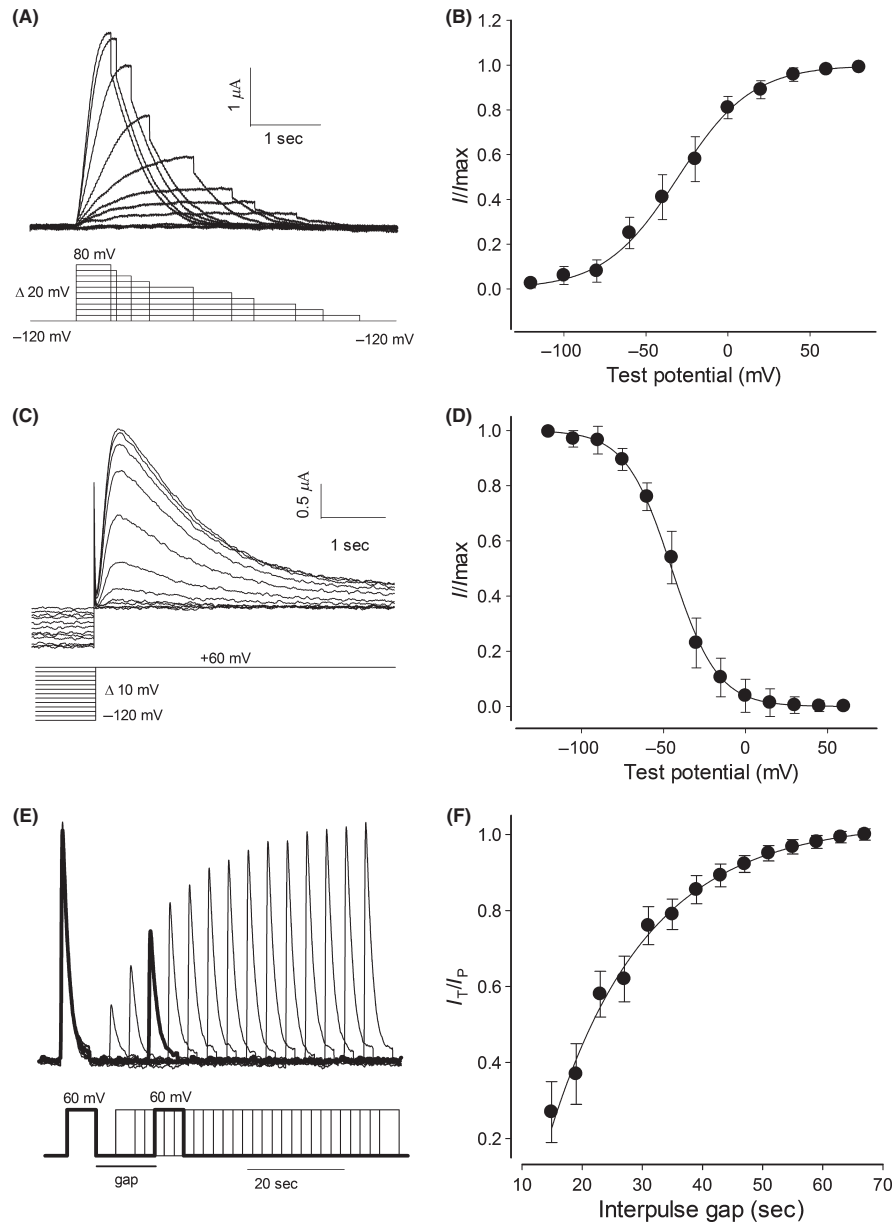 (A)
1 µA
1 sec
80 mV
Δ 20 mV
–120 mV
–120 mV
(B)
1.2
1.0
0.8
0.6
0.4
0.2
0.0
I/Imax
–100
–50
0
50
Test potential (mV)
(C)
0.5 µA
1 sec
+60 mV
Δ 10 mV
–120 mV
(D)
1.0
0.8
0.6
0.4
0.2
0.0
I/Imax
–100
–50
0
50
Test potential (mV)
(E)
60 mV
60 mV
gap
20 sec
(F)
1.0
0.8
0.6
0.4
0.2
IT/IP
10
20
30
40
50
60
70
Interpulse gap (sec)